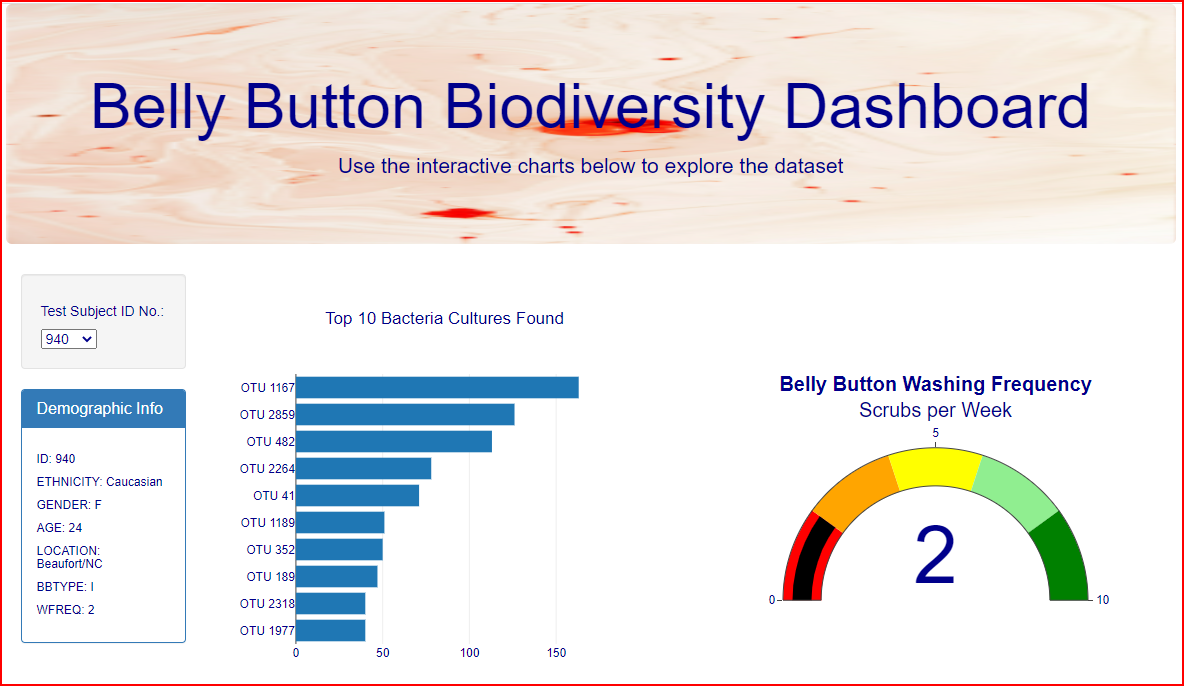 Belly Button Biodiversity Dashboard
Use the interactive charts below to explore the dataset
Test Subject ID No.:
940
Demographic Info
ID: 940
ETHNICITY: Caucasian
GENDER: F
AGE: 24
LOCATION:
Beaufort/NC
BBTYPE: I
WFREQ: 2
Top 10 Bacteria Cultures Found
OTU 1167
OTU 2859
OTU 482
OTU 2264
OTU 41
OTU 1189
OTU 352
OTU 189
OTU 2318
OTU 1977
0 50 100 150
Belly Button Washing Frequency
Scrubs per Week
5
2
0 10